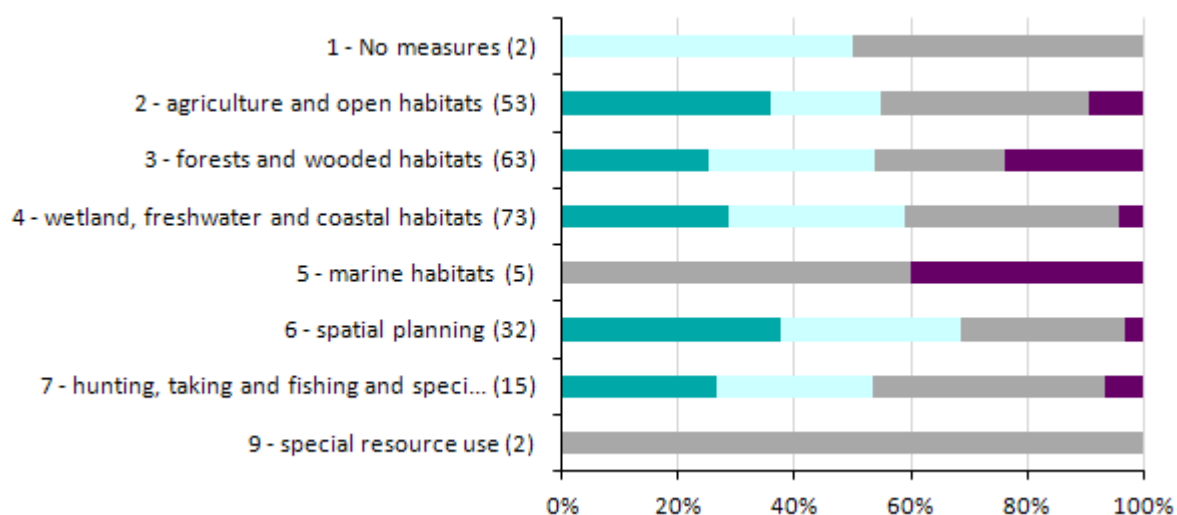 1 - No measures (2)
2 - agriculture and open habitats (53)
3 - forests and wooded habitats (63)
4 - wetland, freshwater and coastal habitats (73)
5 - marine habitats (5)
6 - spatial planning (32)
7 - hunting, taking and fishing and speci... (15)
9 - special resource use (2)
0% 20% 40% 60% 80% 100%